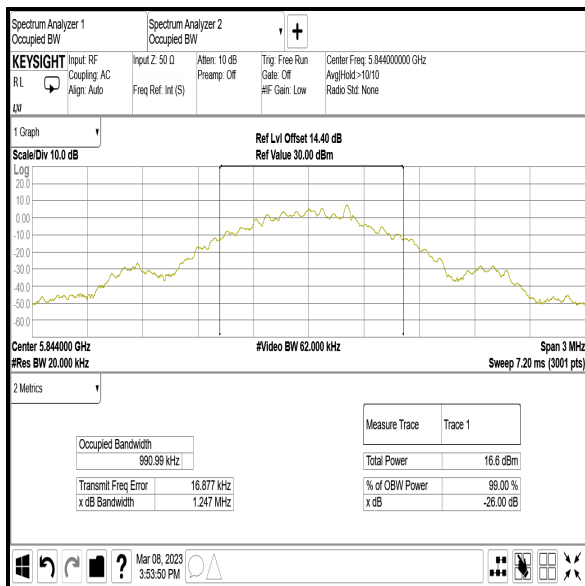 Spectrum Analyzer 1
Occupied BW
Spectrum Analyzer 2
Occupied BW
+
KEYSIGHT
RL
LXI
Input: RF
Coupling: AC
Align: Auto
Input Z: 50 Ω
Freq Ref: Int (S)
Atten: 10 dB
Preamp: Off
Trig: Free Run
Gate: Off
#IF Gain: Low
Center Freq: 5.844000000 GHz
Avg|Hold:>10/10
Radio Std: None
1 Graph
Scale/Div 10.0 dB
Ref Lvl Offset 14.40 dB
Ref Value 30.00 dBm
Log
20.0
10.0
0.00
-10.0
-20.0
-30.0
-40.0
-50.0
-60.0
Center 5.844000 GHz
#Video BW 62.000 kHz
Span 3 MHz
#Res BW 20.000 kHz
Sweep 7.20 ms (3001 pts)
2 Metrics
Occupied Bandwidth
990.99 kHz
Transmit Freq Error 16.877 kHz
x dB Bandwidth 1.247 MHz
Measure Trace Trace 1
Total Power 16.6 dBm
% of OBW Power 99.00 %
x dB -26.00 dB
?
Mar 08, 2023
3:53:50 PM